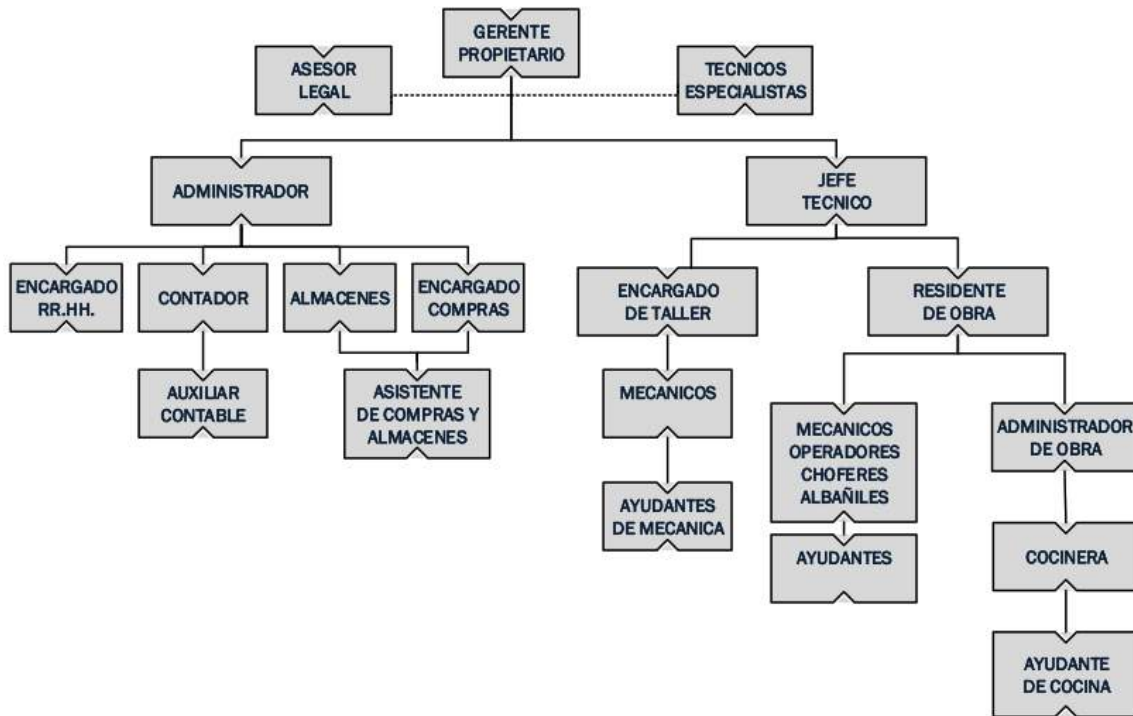 GERENTE
PROPIETARIO
ASESOR
LEGAL
TECNICOS
ESPECIALISTAS
ADMINISTRADOR
JEFE
TECNICO
ENCARGADO
RR.HH.
CONTADOR
ALMACENES
ENCARGADO
COMPRAS
ENCARGADO
DE TALLER
RESIDENTE
DE OBRA
AUXILIAR
CONTABLE
ASISTENTE
DE COMPRAS Y
ALMACENES
MECANICOS
MECANICOS
OPERADORES
CHOFERES
ALBAÑILES
ADMINISTRADOR
DE OBRA
AYUDANTES
DE MECANICA
AYUDANTES
COCINERA
AYUDANTE
DE COCINA